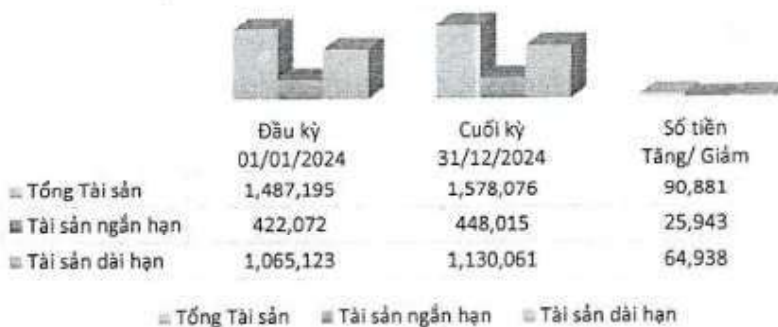 Đầu kỳ Cuối kỳ Số tiền
01/01/2024 31/12/2024 Tăng/ Giảm
Tổng Tài sản 1,487,195 1,578,076 90,881
Tài sản ngắn hạn 422,072 448,015 25,943
Tài sản dài hạn 1,065,123 1,130,061 64,938
Tổng Tài sản Tài sản ngắn hạn Tài sản dài hạn